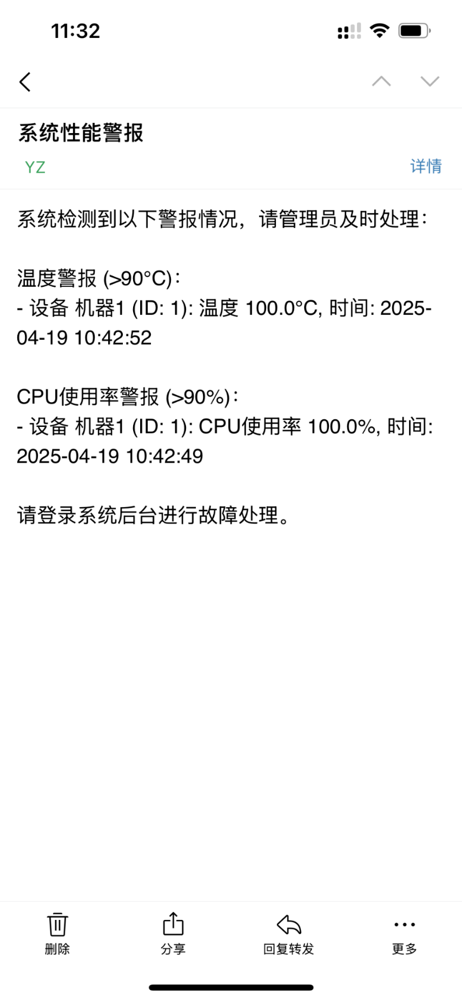 11:32
系统性能警报
YZ
详情
系统检测到以下警报情况，请管理员及时处理：
温度警报 (>90°C)：
- 设备 机器1 (ID: 1): 温度 100.0°C, 时间: 2025-
04-19 10:42:52
CPU使用率警报 (>90%)：
- 设备 机器1 (ID: 1): CPU使用率 100.0%, 时间:
2025-04-19 10:42:49
请登录系统后台进行故障处理。
删除
分享
回复转发
更多